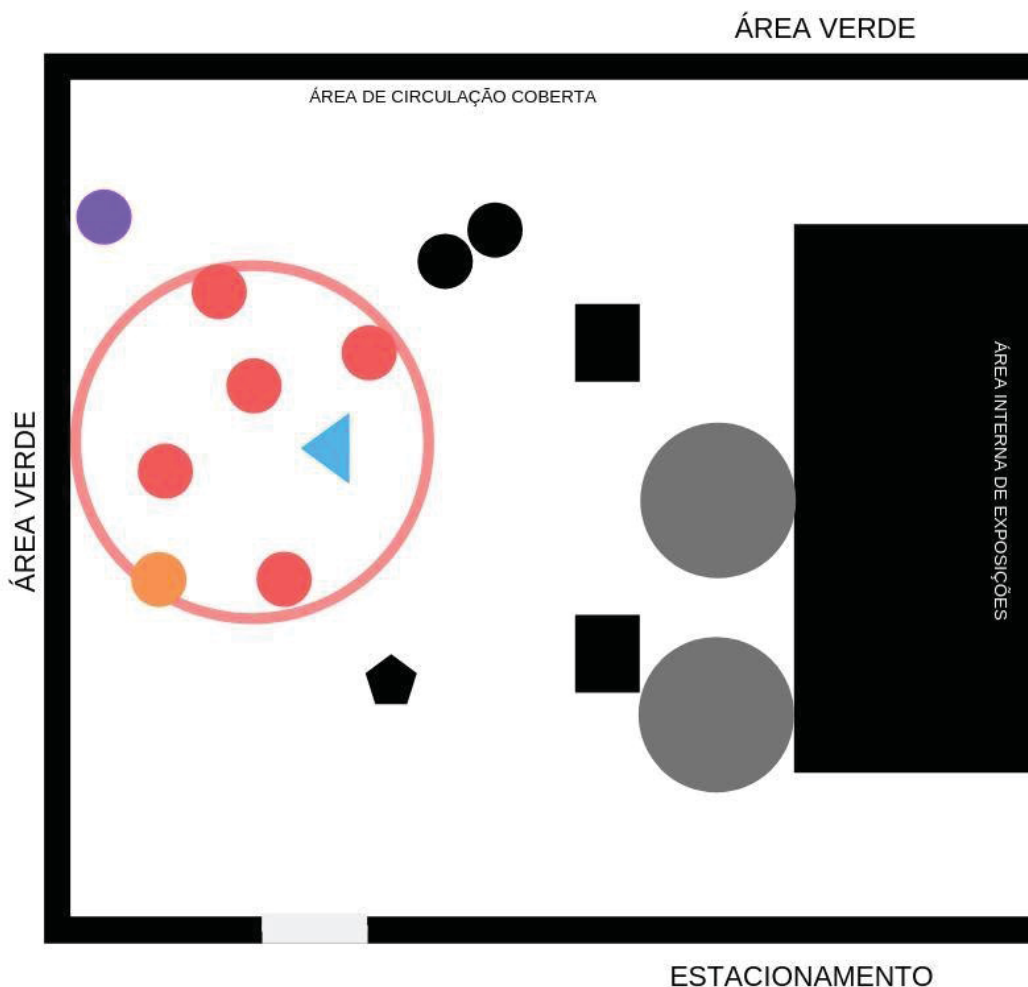 ÁREA VERDE
ÁREA DE CIRCULAÇÃO COBERTA
ÁREA VERDE
ÁREA INTERNA DE EXPOSIÇÕES
ESTACIONAMENTO